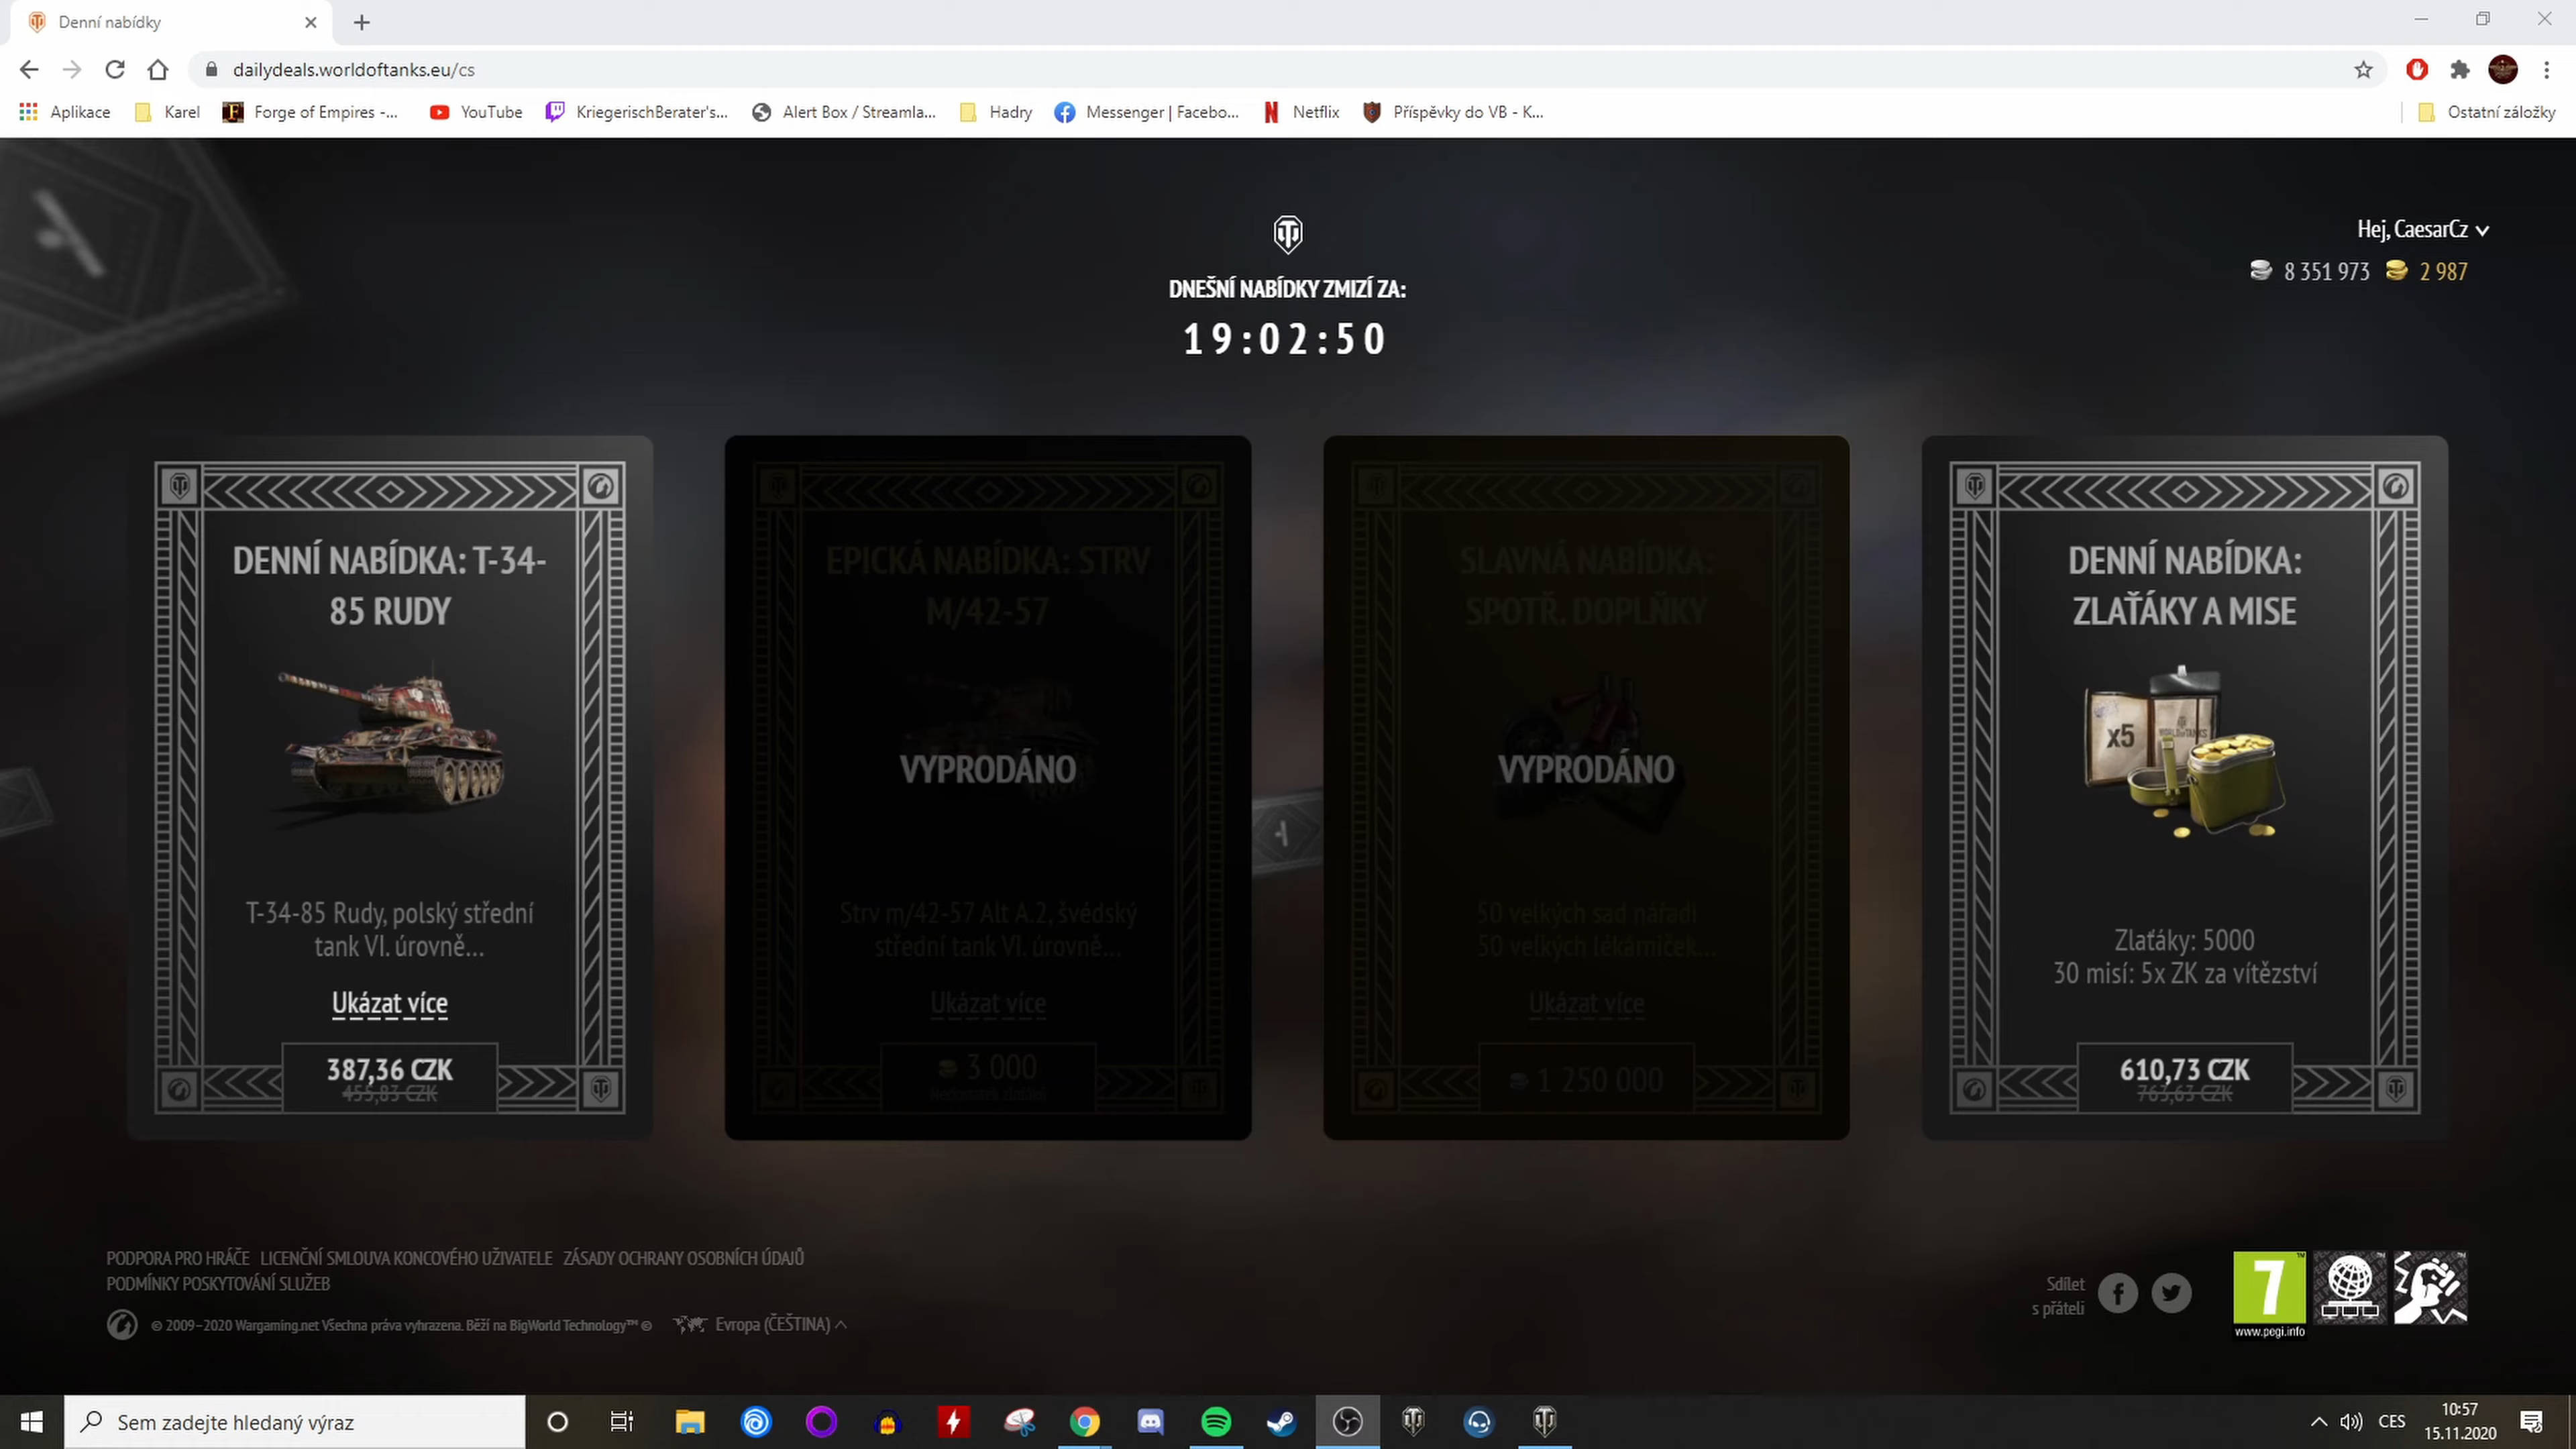 Denní nabídky
dailydeals.worldoftanks.eu/cs
Aplikace
Karel
Forge of Empires -...
YouTube
KriegerischBerater's...
Alert Box / Streamla...
Hadry
Messenger | Facebo...
Netflix
Příspěvky do VB - K...
Ostatní záložky
Hej, CaesarCz
8 351 973
2 987
DNEŠNÍ NABÍDKY ZMIZÍ ZA:
19:02:50
DENNÍ NABÍDKA: T-34-
85 RUDY
T-34-85 Rudy, polský střední
tank VI. úrovně...
Ukázat více
387,36 CZK
455,83 CZK
EPICKÁ NABÍDKA: STRV
M/42-57
VYPRODÁNO
Strv m/42-57 Alt A.2, švédský
střední tank VI. úrovně...
Ukázat více
3 000
SLAVNÁ NABÍDKA:
SPOTŘ. DOPLŇKY
VYPRODÁNO
50 velkých sad nářadí
50 velkých lékárniček...
Ukázat více
1 250 000
DENNÍ NABÍDKA:
ZLAŤÁKY A MISE
x5
Zlaťáky: 5000
30 misí: 5x ZK za vítězství
610,73 CZK
763,63 CZK
PODPORA PRO HRÁČE LICENČNÍ SMLOUVA KONCOVÉHO UŽIVATELE ZÁSADY OCHRANY OSOBNÍCH ÚDAJŮ
PODMÍNKY POSKYTOVÁNÍ SLUŽEB
© 2009–2020 Wargaming.net Všechna práva vyhrazena. Běží na BigWorld Technology™ ©
Evropa (ČEŠTINA)
Sdílet
s přáteli
7
www.pegi.info
Sem zadejte hledaný výraz
CES
10:57
15.11.2020